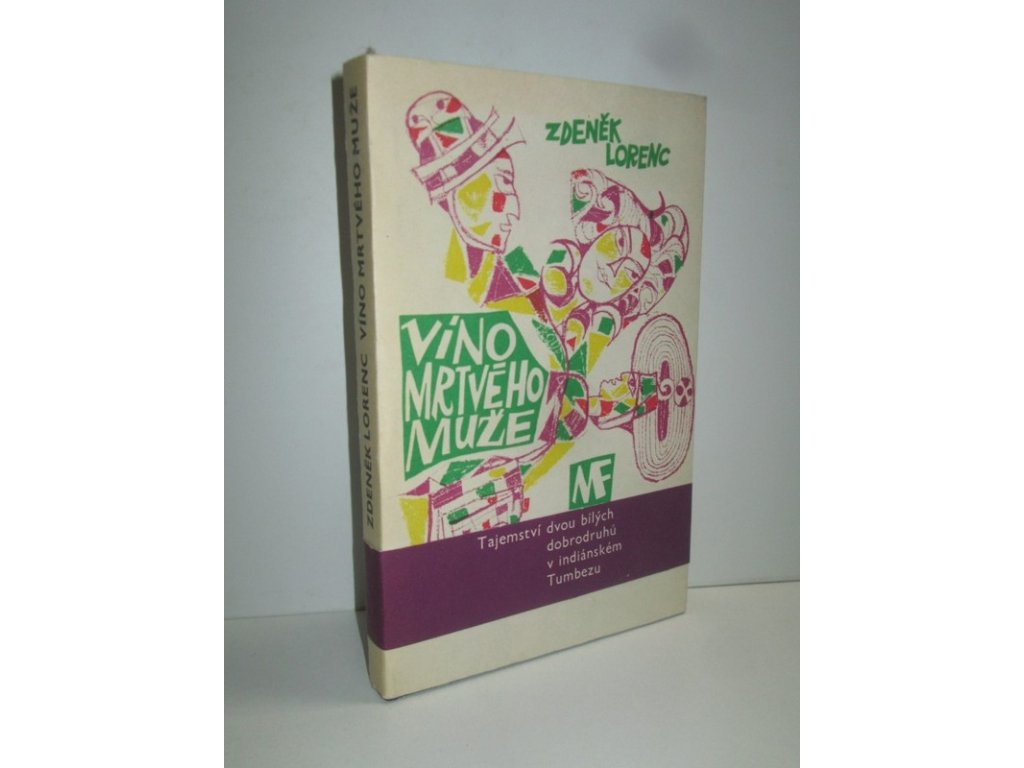 ZDENĚK LORENC VÍNO MRTVÉHO MUŽE
ZDENĚK
LORENC
VÍNO
MRTVÉHO
MUŽE
MF
Tajemství dvou bílých
dobrodruhů
v indiánském
Tumbezu